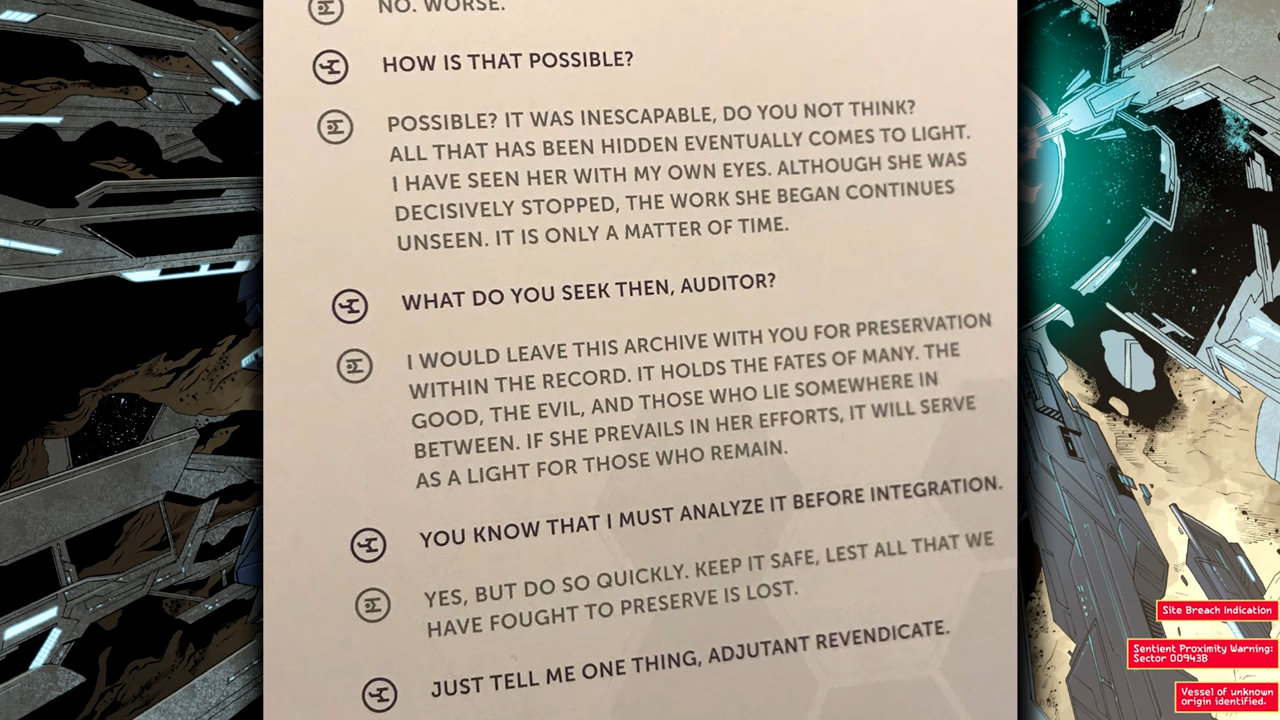 NO. WORSE.
HOW IS THAT POSSIBLE?
POSSIBLE? IT WAS INESCAPABLE, DO YOU NOT THINK?
ALL THAT HAS BEEN HIDDEN EVENTUALLY COMES TO LIGHT.
I HAVE SEEN HER WITH MY OWN EYES. ALTHOUGH SHE WAS
DECISIVELY STOPPED, THE WORK SHE BEGAN CONTINUES
UNSEEN. IT IS ONLY A MATTER OF TIME.
WHAT DO YOU SEEK THEN, AUDITOR?
I WOULD LEAVE THIS ARCHIVE WITH YOU FOR PRESERVATION
WITHIN THE RECORD. IT HOLDS THE FATES OF MANY. THE
GOOD, THE EVIL, AND THOSE WHO LIE SOMEWHERE IN
BETWEEN. IF SHE PREVAILS IN HER EFFORTS, IT WILL SERVE
AS A LIGHT FOR THOSE WHO REMAIN.
YOU KNOW THAT I MUST ANALYZE IT BEFORE INTEGRATION.
YES, BUT DO SO QUICKLY. KEEP IT SAFE, LEST ALL THAT WE
HAVE FOUGHT TO PRESERVE IS LOST.
JUST TELL ME ONE THING, ADJUTANT REVENDICATE.
Site Breach Indication
Sentient Proximity Warning:
Sector 00943B
Vessel of unknown
origin identified.